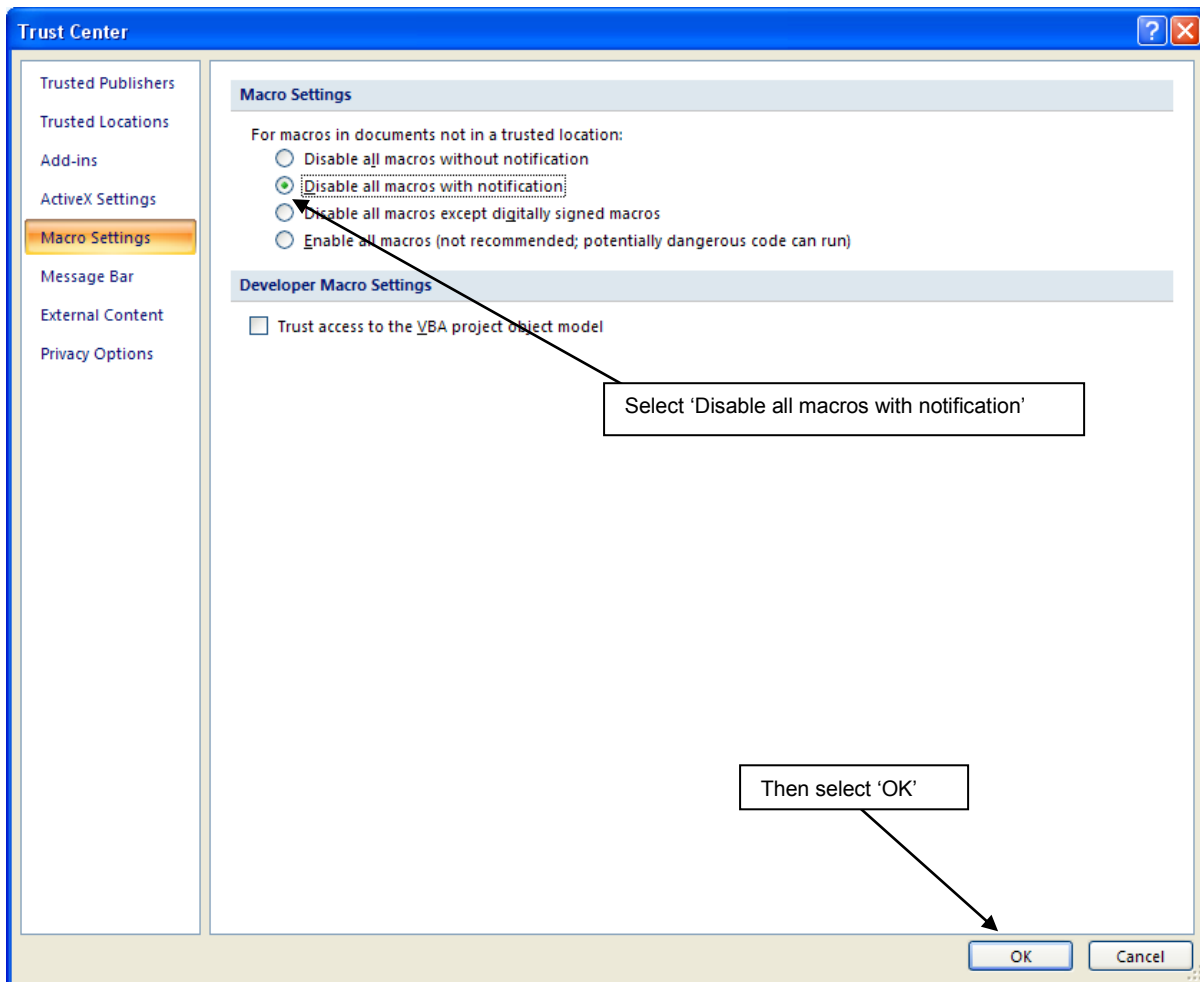 Trust Center
Trusted Publishers
Trusted Locations
Add-ins
ActiveX Settings
Macro Settings
Message Bar
External Content
Privacy Options
Macro Settings
For macros in documents not in a trusted location:
Disable all macros without notification
Disable all macros with notification
Disable all macros except digitally signed macros
Enable all macros (not recommended; potentially dangerous code can run)
Developer Macro Settings
Trust access to the VBA project object model
Select ‘Disable all macros with notification’
Then select ‘OK’
OK
Cancel